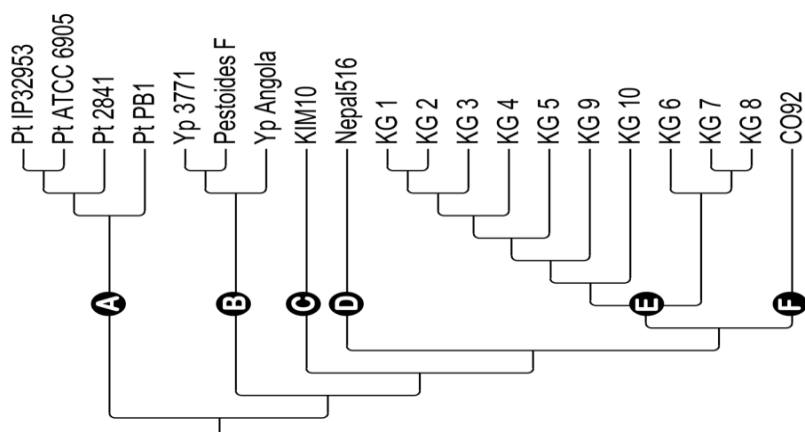 Pt IP32953
Pt ATCC 6905
Pt 2841
Pt PB1
Yp 3771
Pestoides F
Yp Angola
KIM10
Nepal516
KG 1
KG 2
KG 3
KG 4
KG 5
KG 9
KG 10
KG 6
KG 7
KG 8
CO92
A
B
C
D
E
F